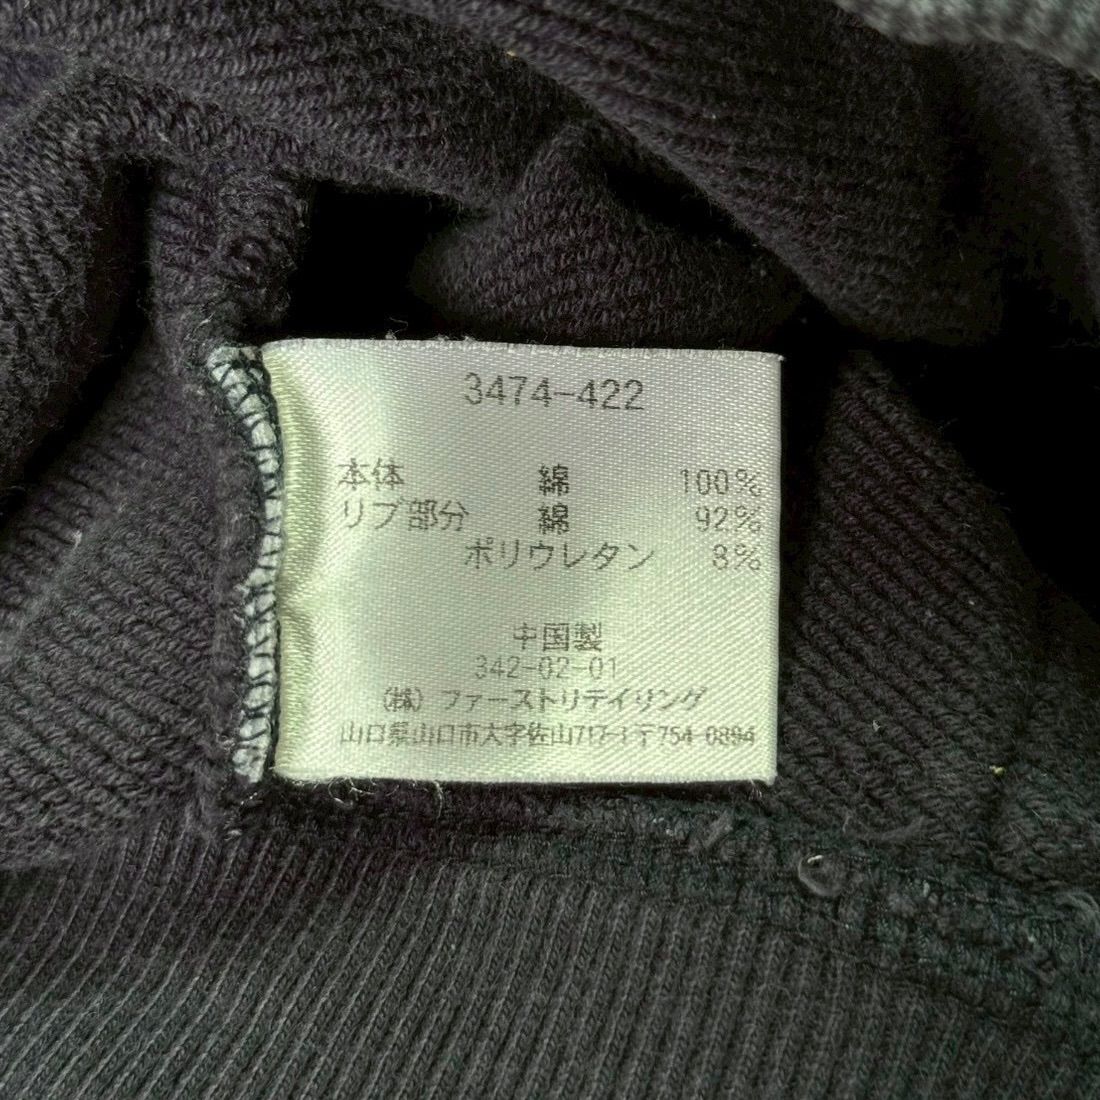 3474-422
本体 綿 100%
リブ部分 綿 92%
ポリウレタン 8%
中国製
342-02-01
(株) ファーストリテイリング
山口県山口市大字佐山717-1〒754-0894